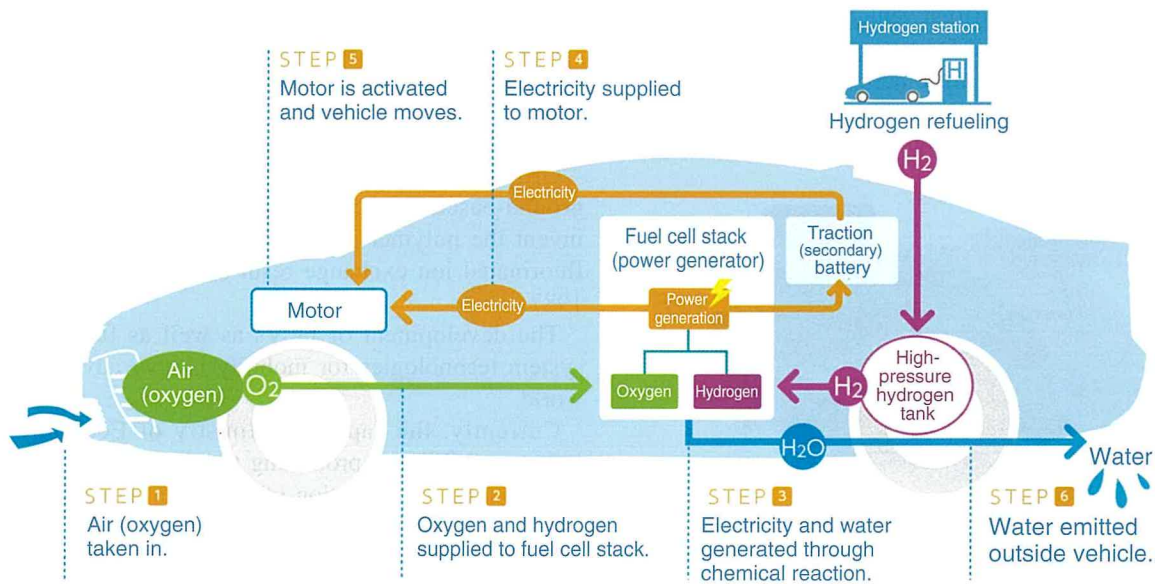 Hydrogen station
H
Hydrogen refueling
STEP 5
Motor is activated
and vehicle moves.
STEP 4
Electricity supplied
to motor.
H2
Electricity
Fuel cell stack
(power generator)
Traction
(secondary)
battery
Motor
Electricity
Power
generation
Air
(oxygen)
O2
Oxygen
Hydrogen
H2
High-
pressure
hydrogen
tank
H2O
Water
STEP 1
Air (oxygen)
taken in.
STEP 2
Oxygen and hydrogen
supplied to fuel cell stack.
STEP 3
Electricity and water
generated through
chemical reaction.
STEP 6
Water emitted
outside vehicle.